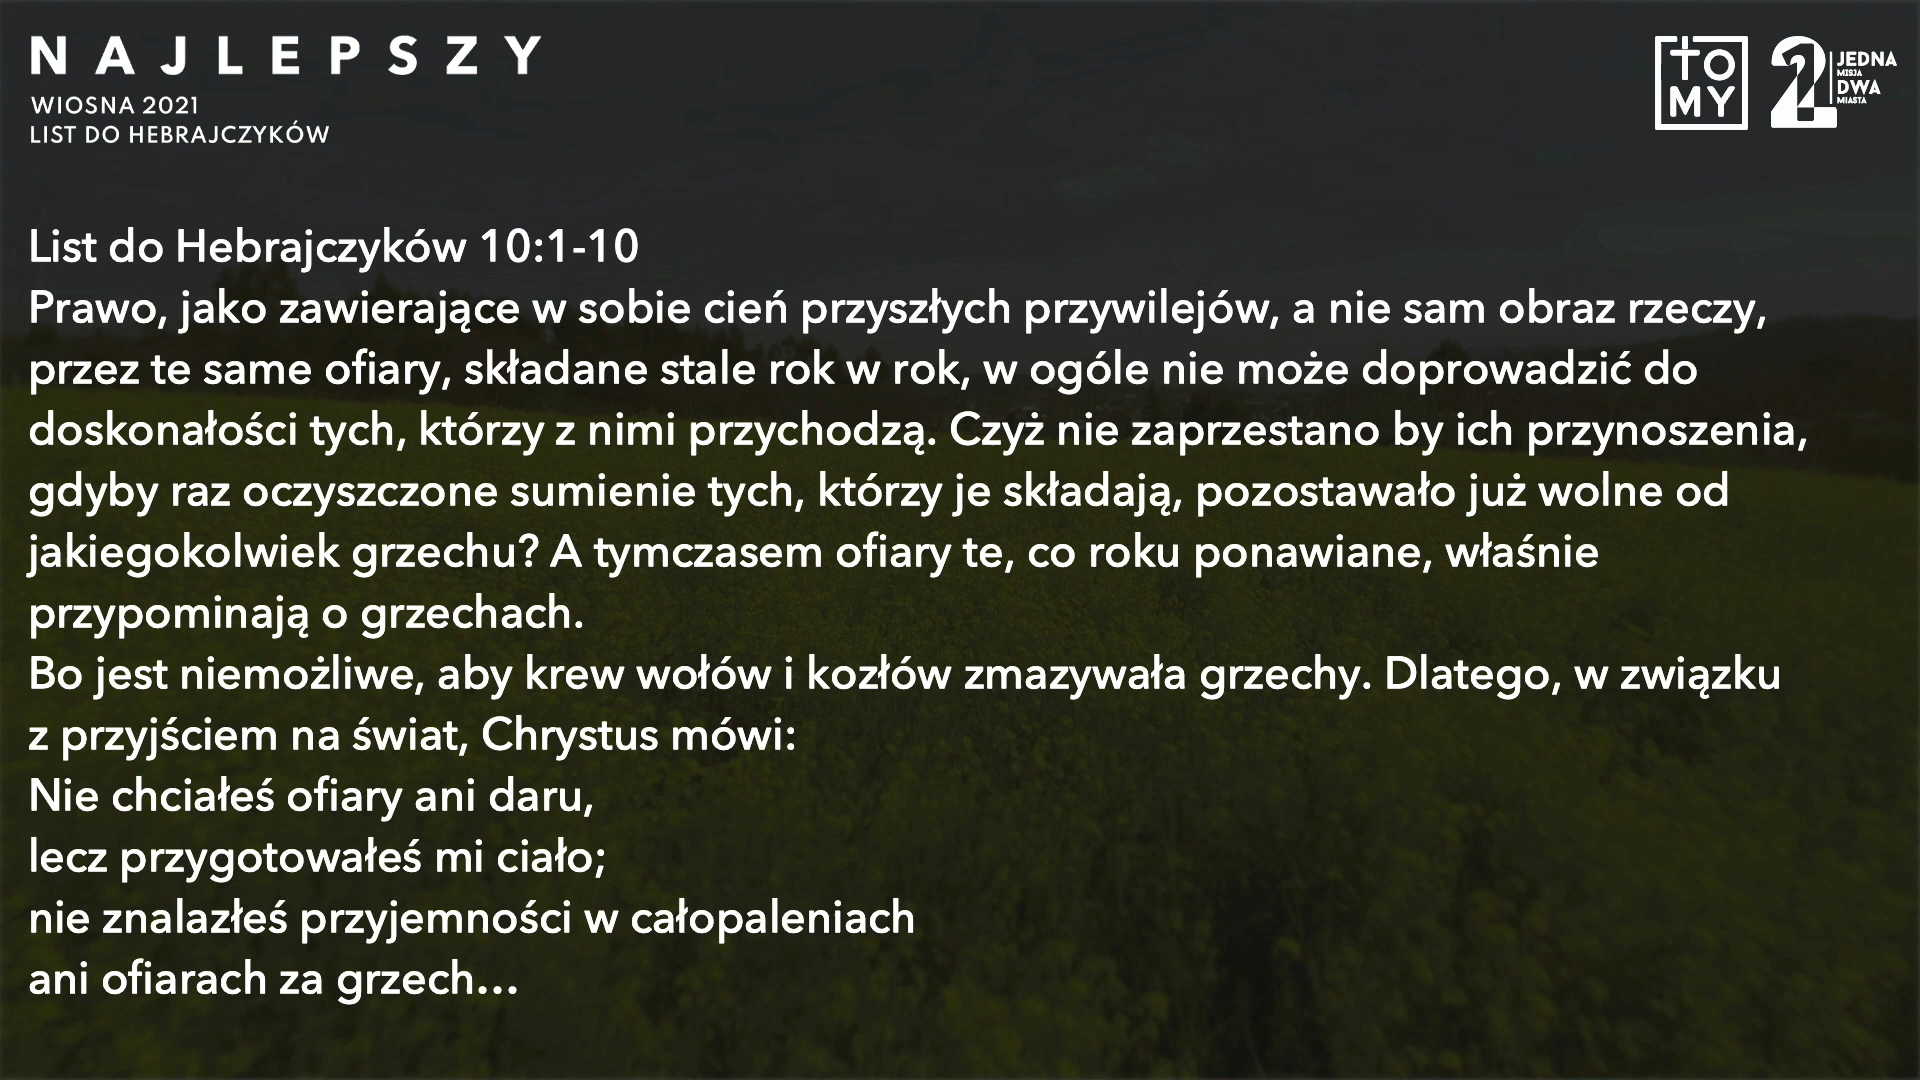 NAJLEPSZY
WIOSNA 2021
LIST DO HEBRAJCZYKÓW
TO
MY
2
JEDNA
MISJA
DWA
MIASTA
List do Hebrajczyków 10:1-10
Prawo, jako zawierające w sobie cień przyszłych przywilejów, a nie sam obraz rzeczy,
przez te same ofiary, składane stale rok w rok, w ogóle nie może doprowadzić do
doskonałości tych, którzy z nimi przychodzą. Czyż nie zaprzestano by ich przynoszenia,
gdyby raz oczyszczone sumienie tych, którzy je składają, pozostawało już wolne od
jakiegokolwiek grzechu? A tymczasem ofiary te, co roku ponawiane, właśnie
przypominają o grzechach.
Bo jest niemożliwe, aby krew wołów i kozłów zmazywała grzechy. Dlatego, w związku
z przyjściem na świat, Chrystus mówi:
Nie chciałeś ofiary ani daru,
lecz przygotowałeś mi ciało;
nie znalazłeś przyjemności w całopaleniach
ani ofiarach za grzech…